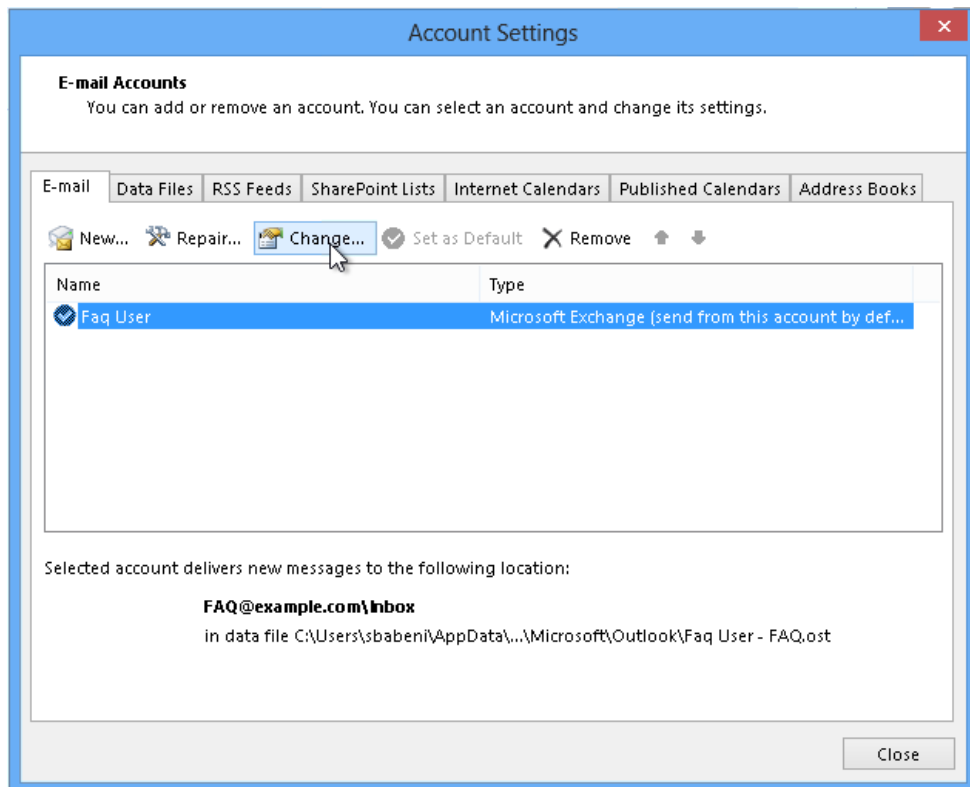 Account Settings
E-mail Accounts
You can add or remove an account. You can select an account and change its settings.
E-mail Data Files RSS Feeds SharePoint Lists Internet Calendars Published Calendars Address Books
New... Repair... Change... Set as Default Remove
Name Type
Faq User Microsoft Exchange (send from this account by def...
Selected account delivers new messages to the following location:
FAQ@example.com\Inbox
in data file C:\Users\sbabeni\AppData\...\Microsoft\Outlook\Faq User - FAQ.ost
Close